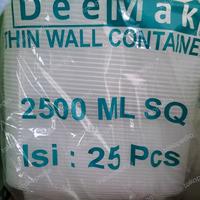 DeeMak
THIN WALL CONTAINE
2500 ML SQ
Isi : 25 Pcs